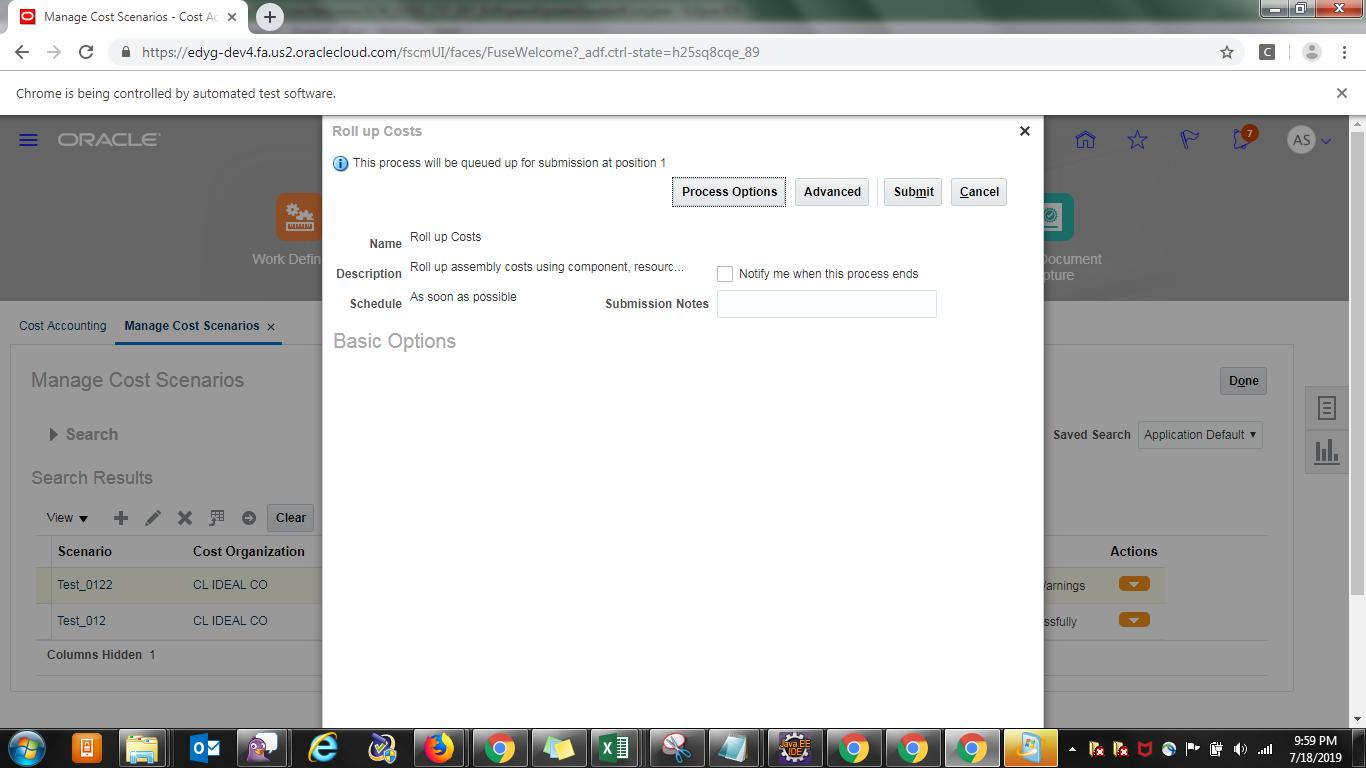 Manage Cost Scenarios - Cost Ac
https://edyg-dev4.fa.us2.oraclecloud.com/fscmUI/faces/FuseWelcome?_adf.ctrl-state=h25sq8cqe_89
C
Chrome is being controlled by automated test software.
ORACLE
7
AS
Work Defin
Document
pture
Roll up Costs
This process will be queued up for submission at position 1
Process Options Advanced Submit Cancel
Name Roll up Costs
Description Roll up assembly costs using component, resourc...
Notify me when this process ends
Schedule As soon as possible
Submission Notes
Basic Options
Cost Accounting Manage Cost Scenarios
Manage Cost Scenarios
Done
Search
Saved Search Application Default
Search Results
View Clear
Scenario Cost Organization Actions
Test_0122 CL IDEAL CO Warnings
Test_012 CL IDEAL CO ssfully
Columns Hidden 1
Java EE
IDE
9:59 PM
7/18/2019